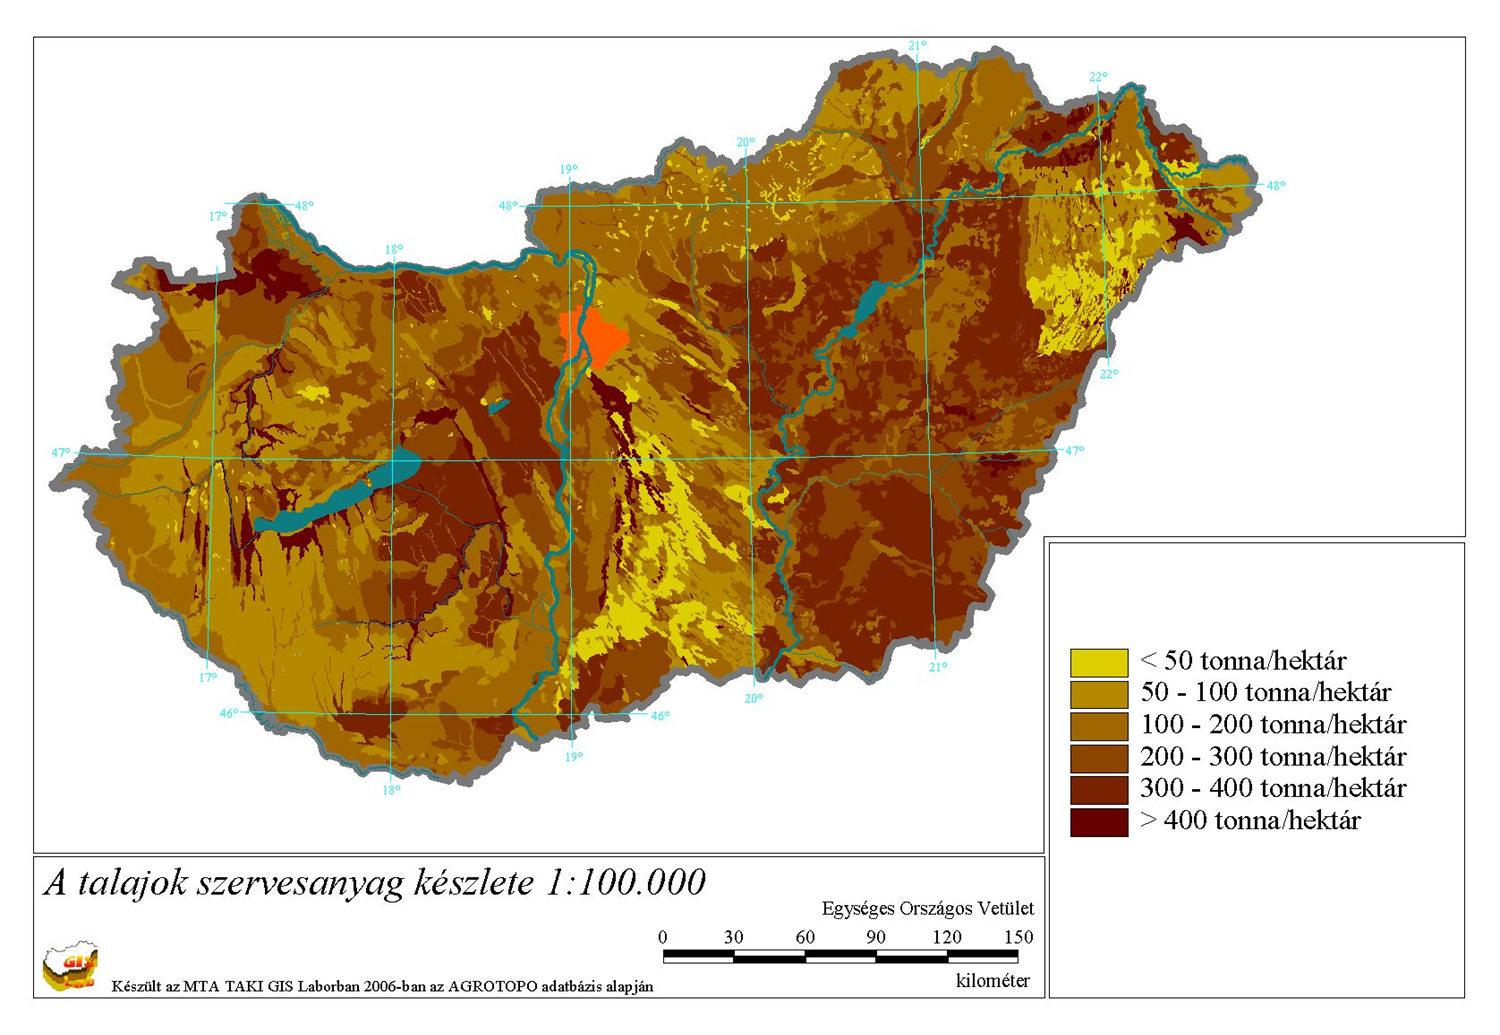 21°
22°
20°
19°
48°
17°
48°
48°
18°
22°
47°
47°
21°
17°
20°
46°
46°
19°
18°
< 50 tonna/hektár
50 - 100 tonna/hektár
100 - 200 tonna/hektár
200 - 300 tonna/hektár
300 - 400 tonna/hektár
> 400 tonna/hektár
A talajok szervesanyag készlete 1:100.000
Egységes Országos Vetület
0 30 60 90 120 150
kilométer
GIS
Készült az MTA TAKI GIS Laborban 2006-ban az AGROTOPO adatbázis alapján